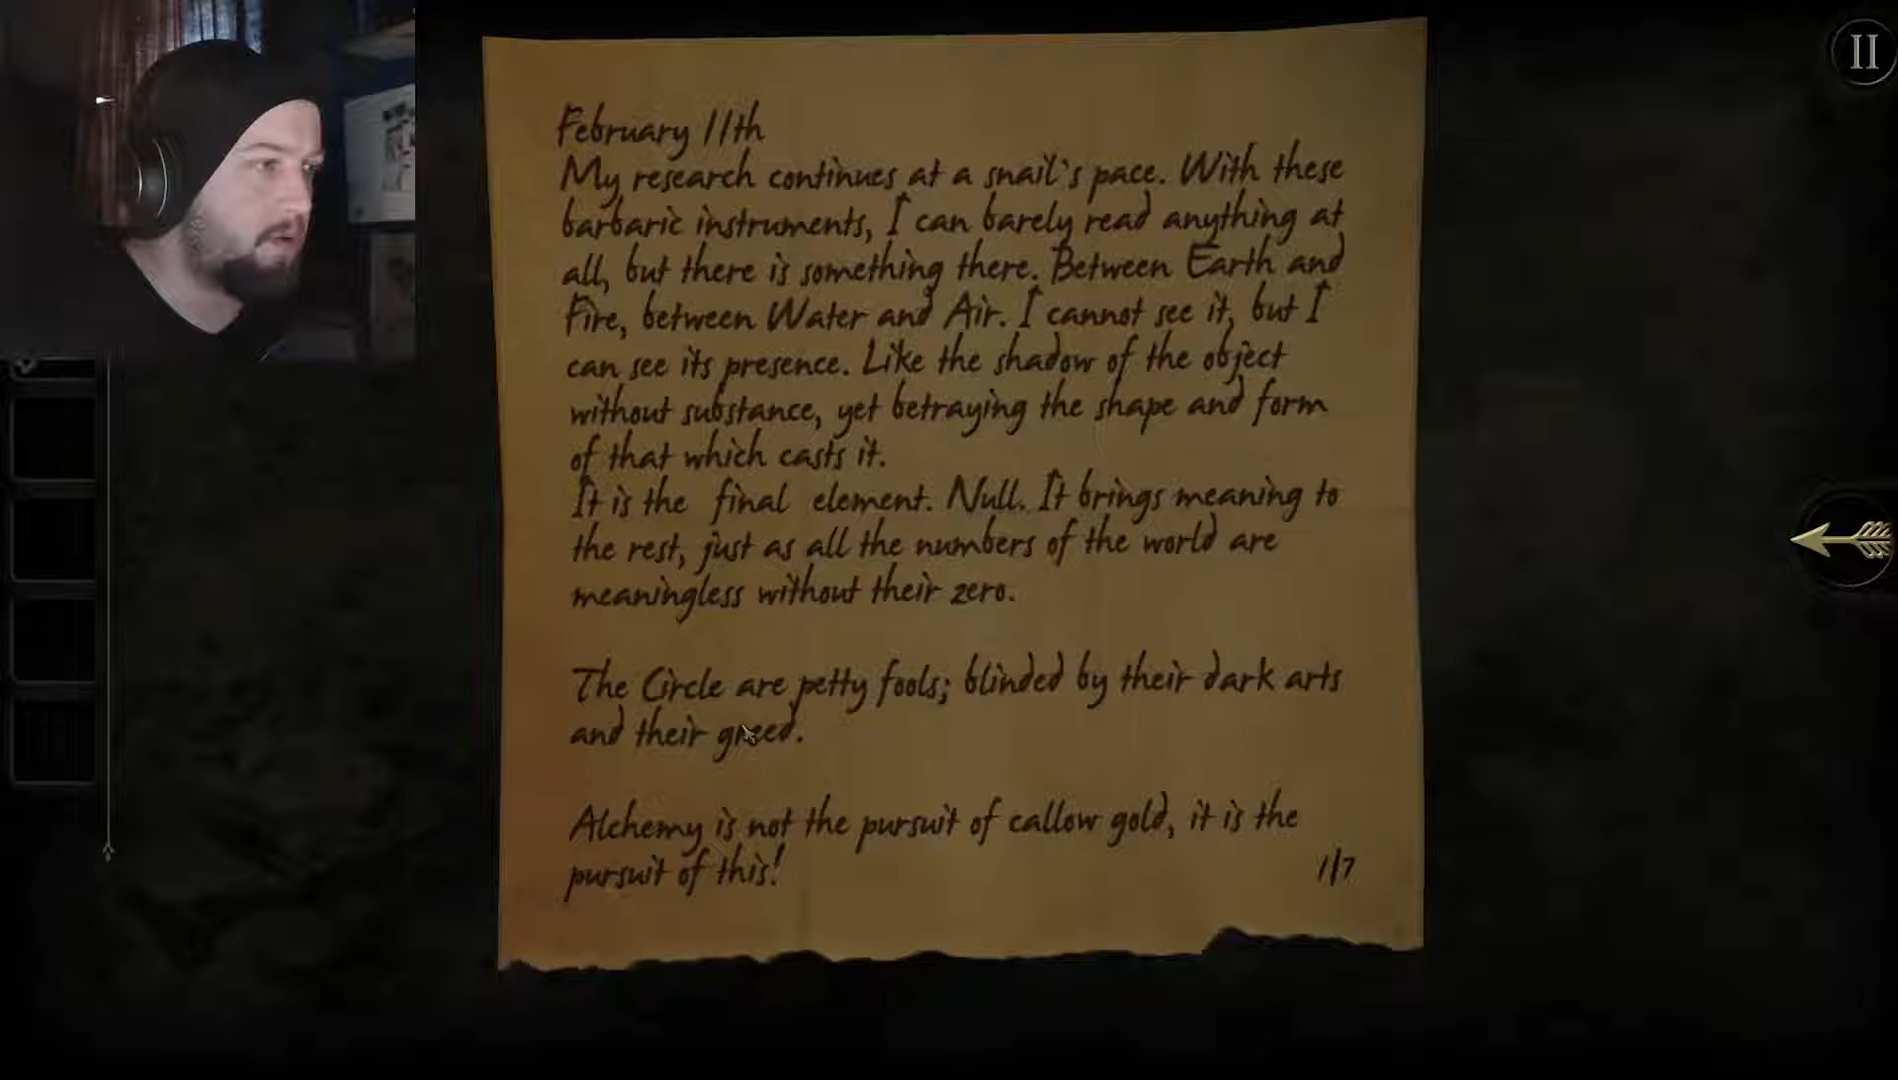 February 11th
My research continues at a snail's pace. With these
barbaric instruments, I can barely read anything at
all, but there is something there. Between Earth and
Fire, between Water and Air. I cannot see it, but I
can see its presence. Like the shadow of the object
without substance, yet betraying the shape and form
of that which casts it.
It is the final element. Null. It brings meaning to
the rest, just as all the numbers of the world are
meaningless without their zero.
The Circle are petty fools; blinded by their dark arts
and their greed.
Alchemy is not the pursuit of callow gold, it is the
pursuit of this!
1/7